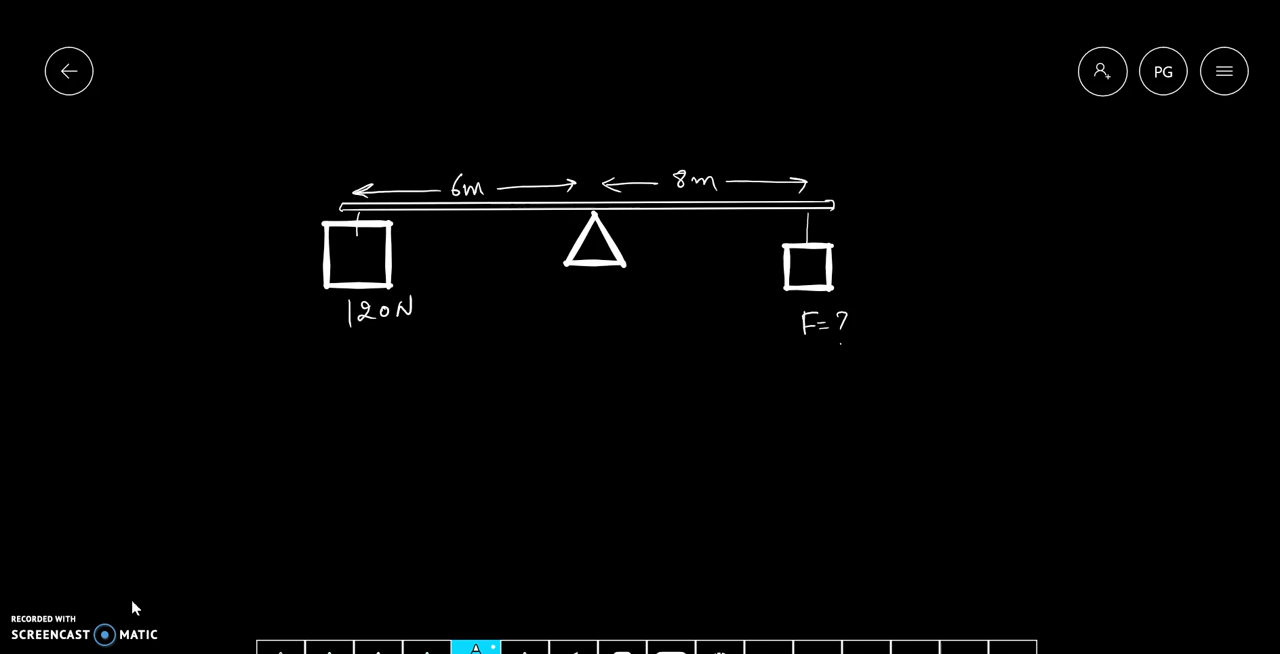 PG
6m 8m
120N
F=?
RECORDED WITH
SCREENCAST MATIC